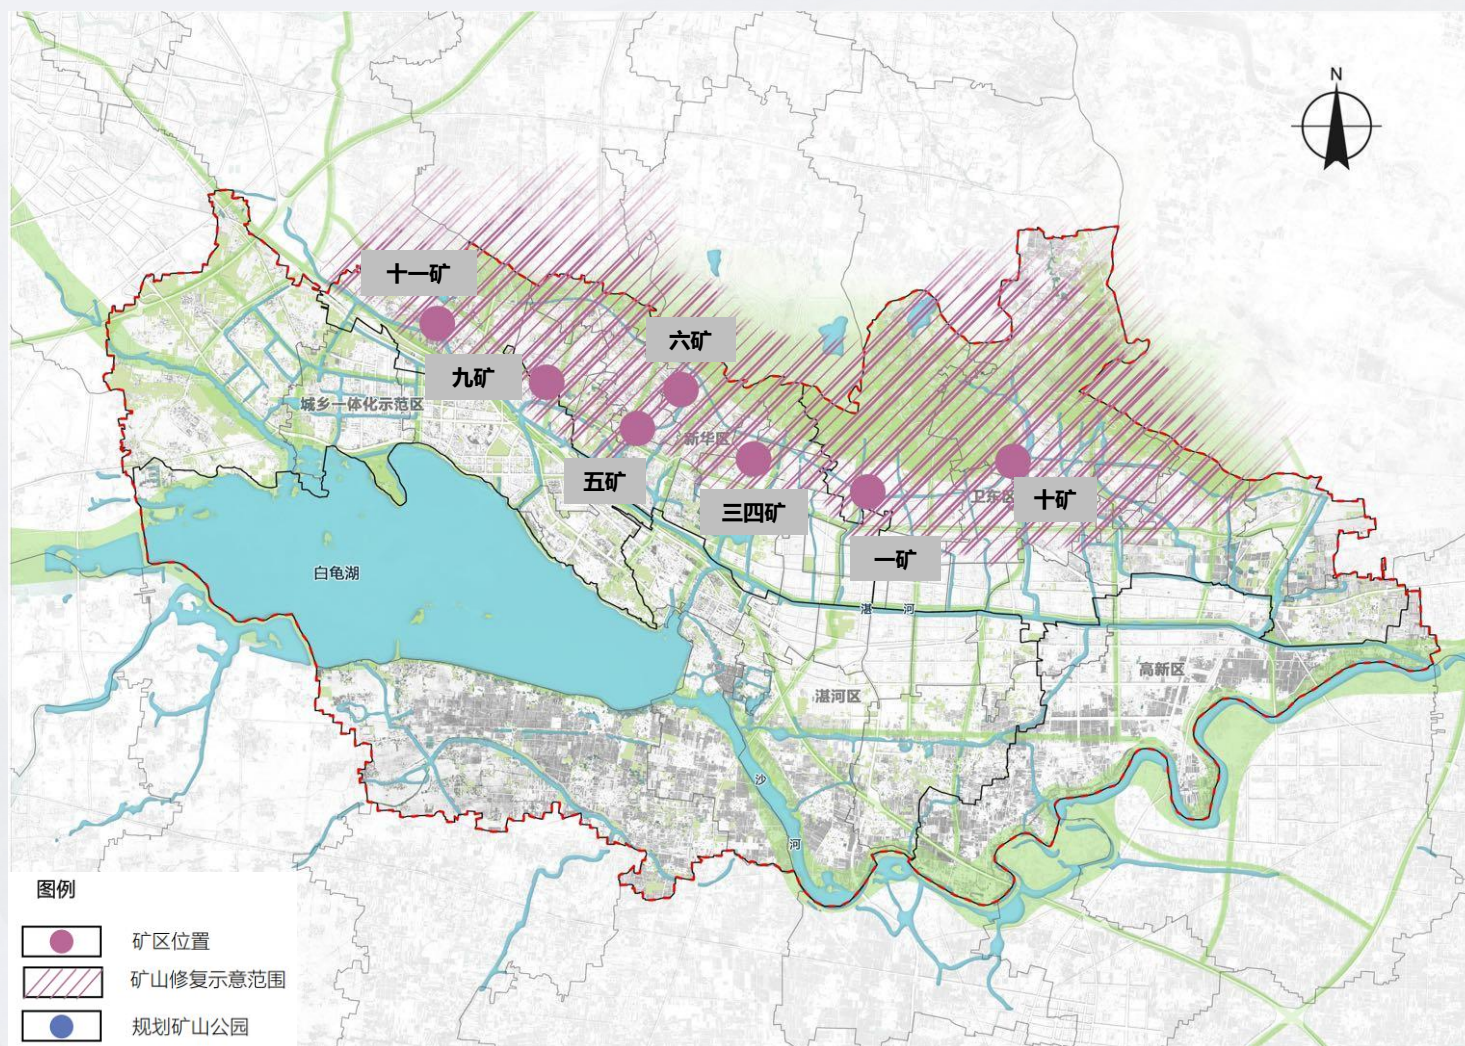 N
十一矿
六矿
九矿
城乡一体化示范区
新华区
五矿
三四矿
卫东区
十矿
一矿
白龟湖
湛 河
高新区
湛河区
沙
河
图例
矿区位置
矿山修复示意范围
规划矿山公园